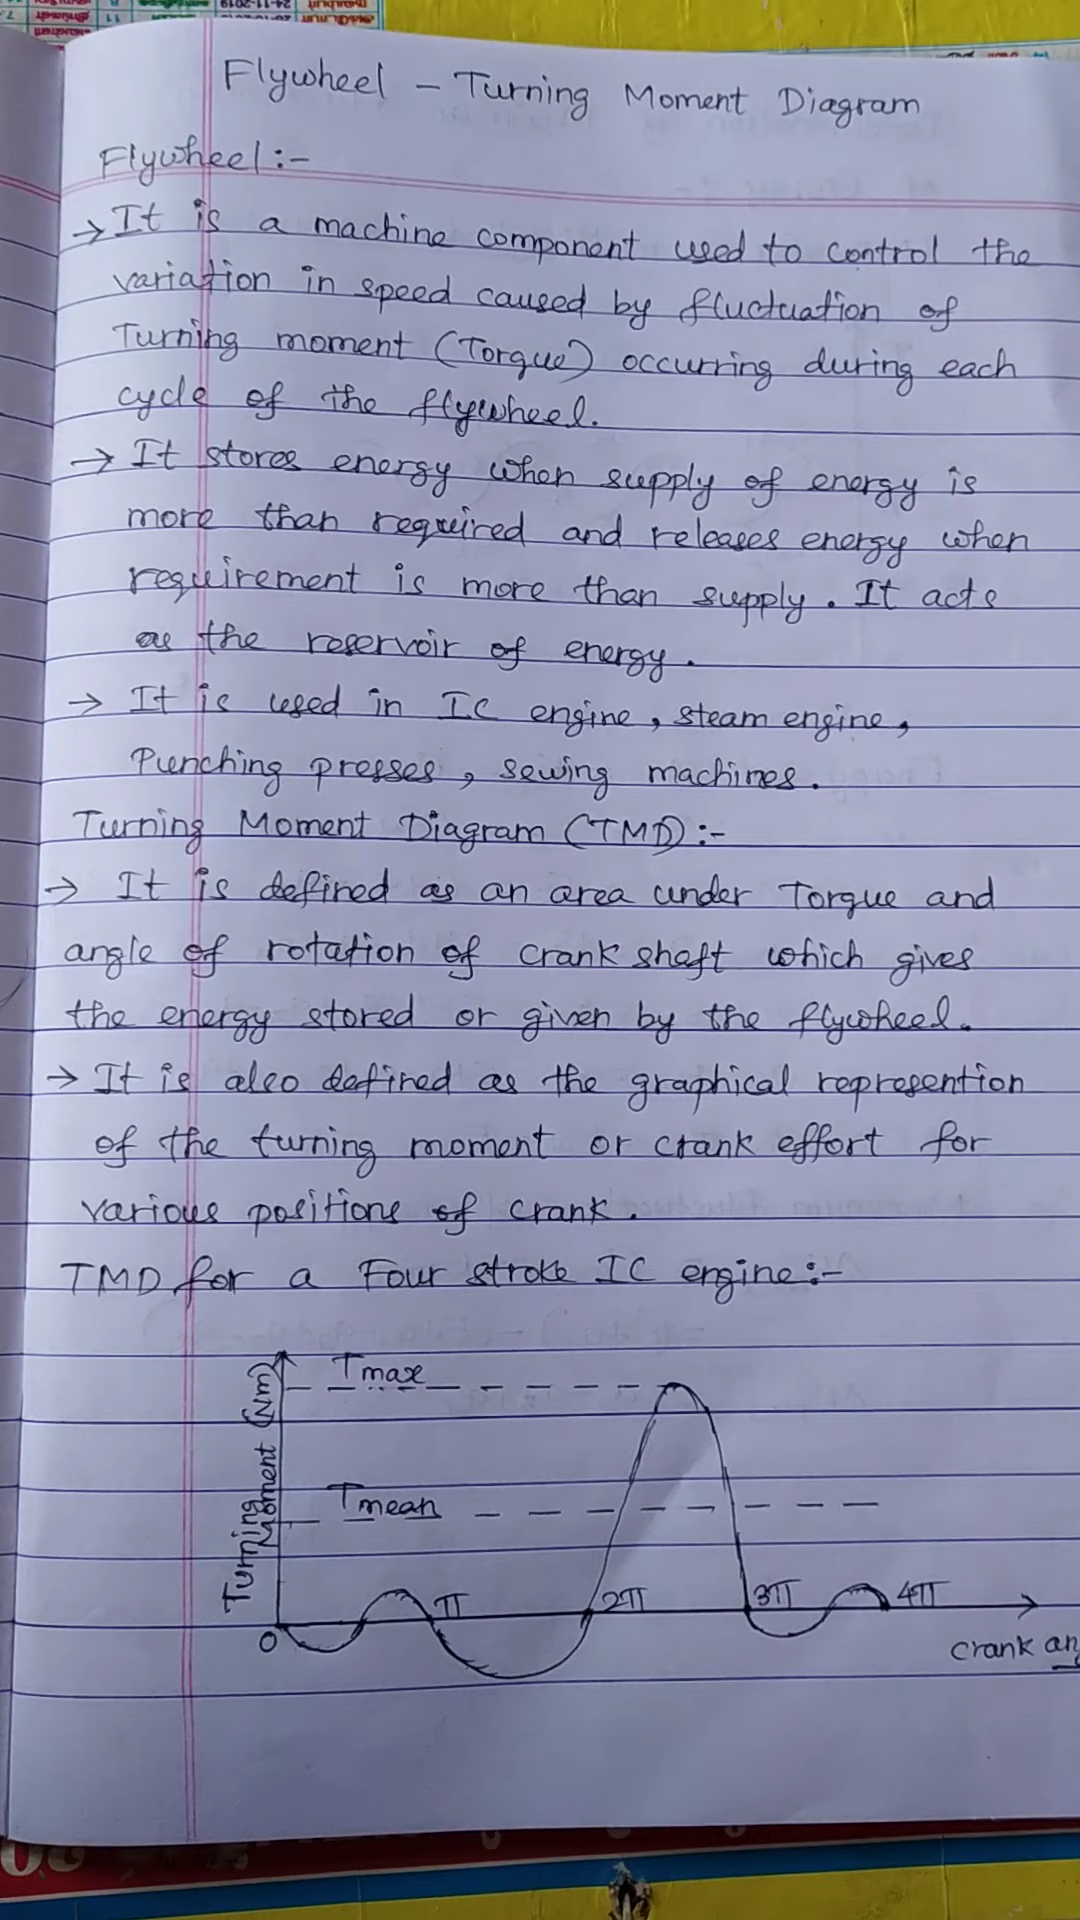 Flywheel - Turning Moment Diagram
Flywheel :-
→ It is a machine component used to control the
variation in speed caused by fluctuation of
Turning moment (Torque) occurring during each
cycle of the flywheel.
→ It stores energy when supply of energy is
more than required and releases energy when
requirement is more than supply. It acts
as the reservoir of energy.
→ It is used in IC engine, steam engine,
Punching presses, sewing machines.
Turning Moment Diagram (TMD) :-
→ It is defined as an area under Torque and
angle of rotation of crank shaft which gives
the energy stored or given by the flywheel.
→ It is also defined as the graphical represention
of the turning moment or crank effort for
various positions of crank.
TMD for a Four stroke IC engine :-
Turning Moment (Nm)
Tmax
Tmean
0 π 2π 3π 4π
crank an
24-11-2019
11